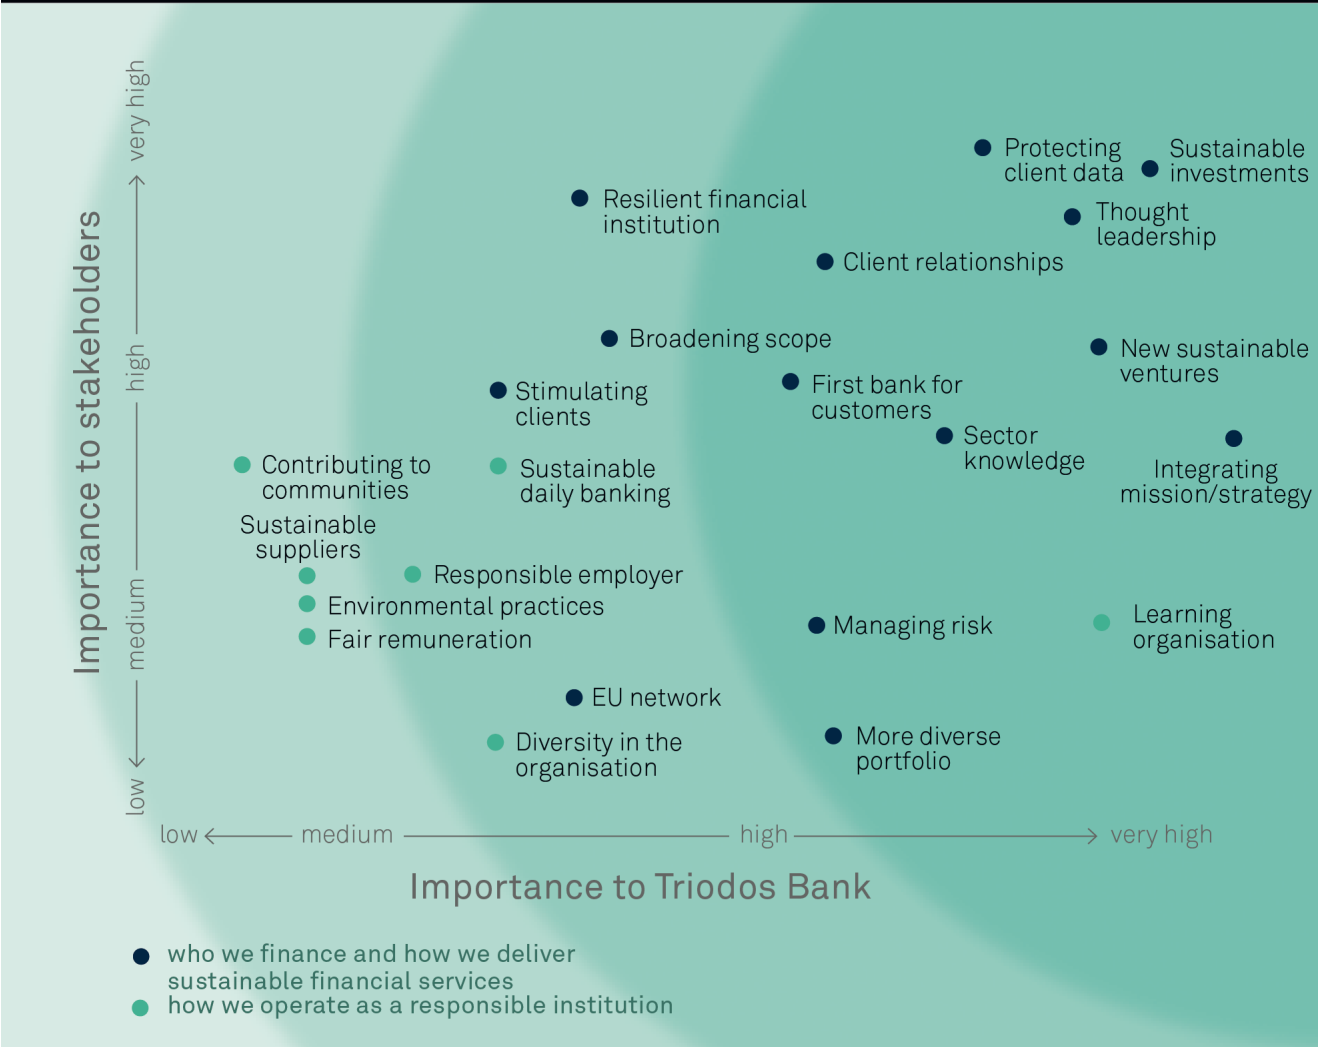 Importance to stakeholders
very high
high
medium
low
Protecting
client data
Sustainable
investments
Resilient financial
institution
Thought
leadership
Client relationships
Broadening scope
New sustainable
ventures
Stimulating
clients
First bank for
customers
Sector
knowledge
Integrating
mission/strategy
Contributing to
communities
Sustainable
daily banking
Sustainable
suppliers
Responsible employer
Environmental practices
Fair remuneration
Managing risk
Learning
organisation
EU network
Diversity in the
organisation
More diverse
portfolio
low medium high very high
Importance to Triodos Bank
who we finance and how we deliver
sustainable financial services
how we operate as a responsible institution